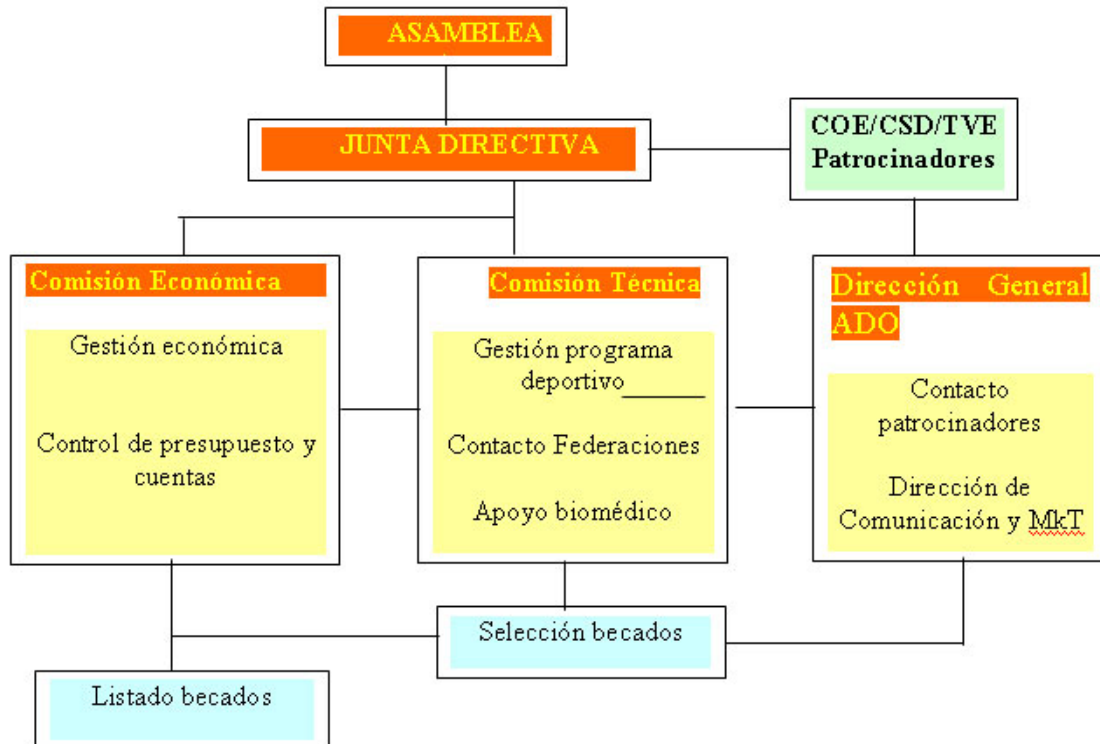 ASAMBLEA
JUNTA DIRECTIVA
COE/CSD/TVE
Patrocinadores
Comisión Económica
Gestión económica
Control de presupuesto y
cuentas
Comisión Técnica
Gestión programa
deportivo_______
Contacto Federaciones
Apoyo biomédico
Dirección General
ADO
Contacto
patrocinadores
Dirección de
Comunicación y MkT
Selección becados
Listado becados